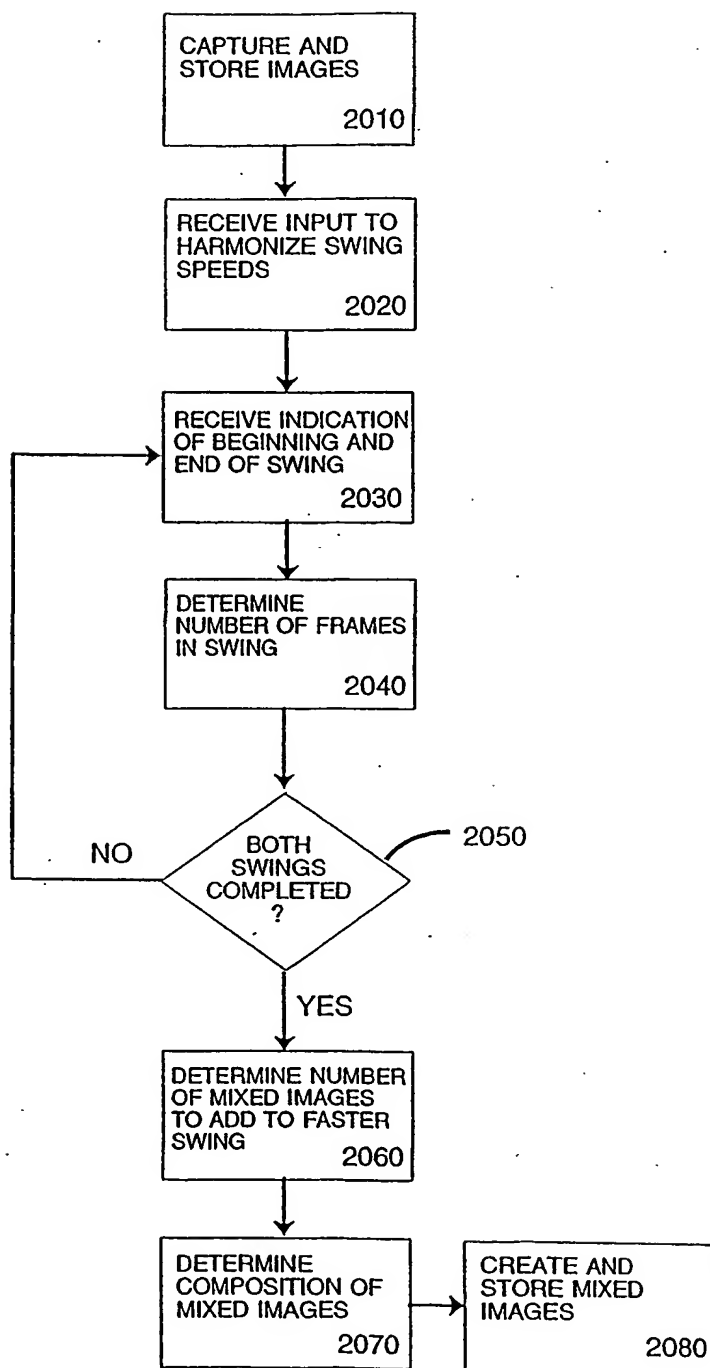 CAPTURE AND
STORE IMAGES
2010
RECEIVE INPUT TO
HARMONIZE SWING
SPEEDS
2020
RECEIVE INDICATION
OF BEGINNING AND
END OF SWING
2030
DETERMINE
NUMBER OF FRAMES
IN SWING
2040
BOTH
SWINGS
COMPLETED
?
2050
NO
YES
DETERMINE NUMBER
OF MIXED IMAGES
TO ADD TO FASTER
SWING
2060
DETERMINE
COMPOSITION OF
MIXED IMAGES
2070
CREATE AND
STORE MIXED
IMAGES
2080